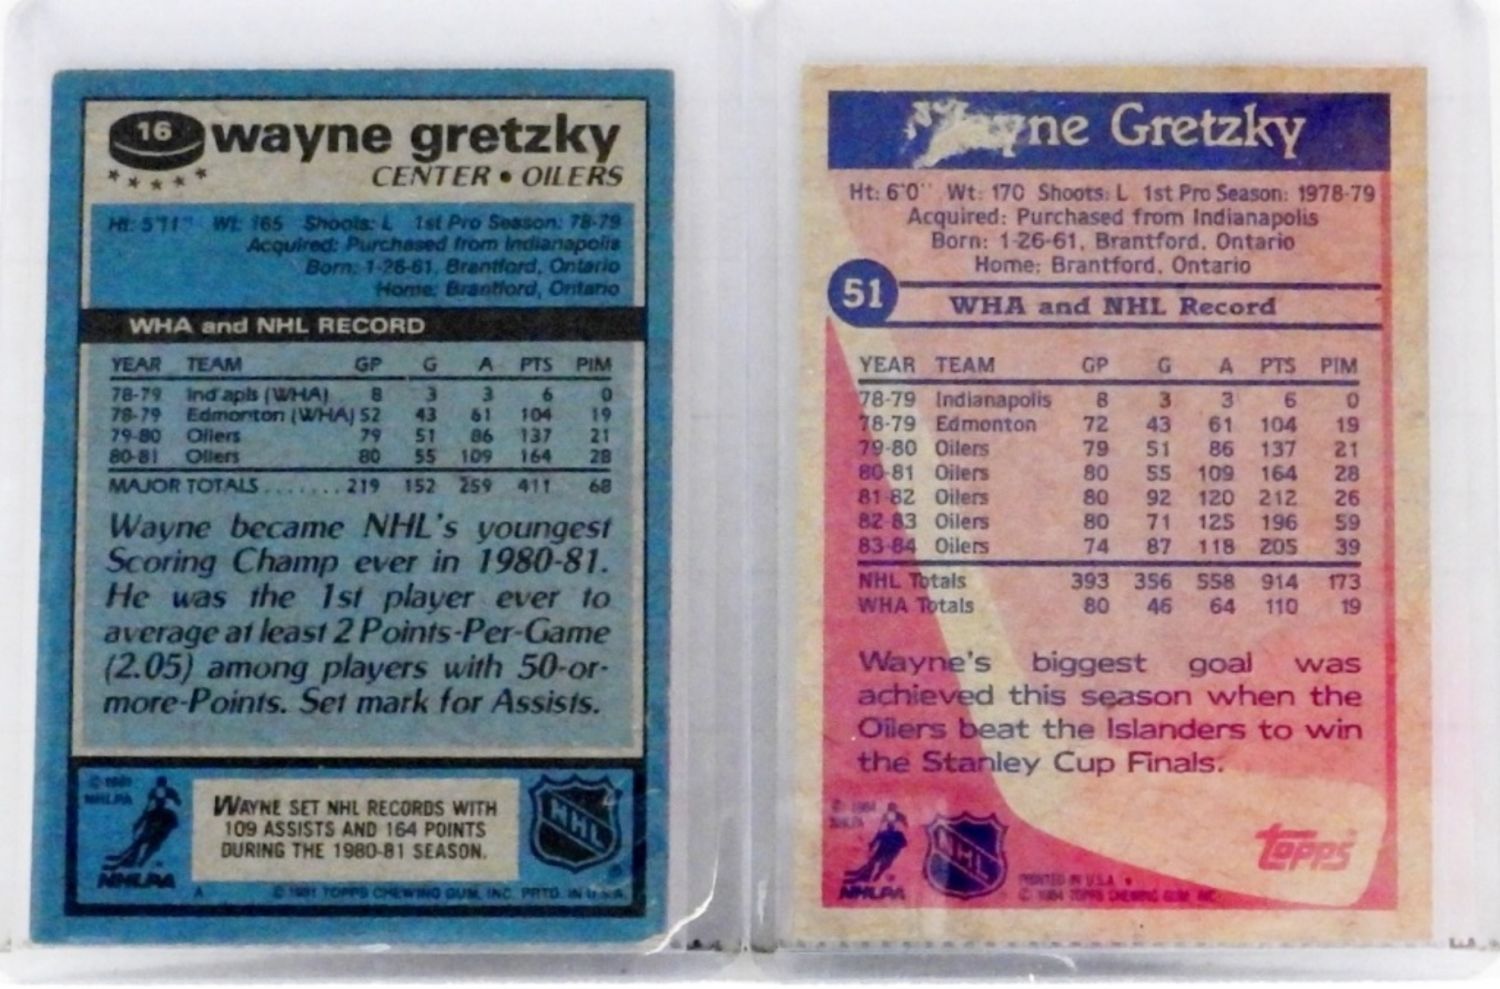 16
wayne gretzky
CENTER • OILERS
Ht: 5'11" Wt: 165 Shoots: L 1st Pro Season: 78-79
Acquired: Purchased from Indianapolis
Born: 1-26-61, Brantford, Ontario
Home: Brantford, Ontario
WHA and NHL RECORD
YEAR TEAM GP G A PTS PIM
78-79 Ind'apls (WHA) 8 3 3 6 0
78-79 Edmonton (WHA) 52 43 61 104 19
79-80 Oilers 79 51 86 137 21
80-81 Oilers 80 55 109 164 28
MAJOR TOTALS ....... 219 152 259 411 68
Wayne became NHL's youngest
Scoring Champ ever in 1980-81.
He was the 1st player ever to
average at least 2 Points-Per-Game
(2.05) among players with 50-or-
more-Points. Set mark for Assists.
© 1981
NHLPA
NHLPA
WAYNE SET NHL RECORDS WITH
109 ASSISTS AND 164 POINTS
DURING THE 1980-81 SEASON.
NHL
A © 1981 TOPPS CHEWING GUM, INC. PRTD. IN U.S.A.
Wayne Gretzky
Ht: 6'0" Wt: 170 Shoots: L 1st Pro Season: 1978-79
Acquired: Purchased from Indianapolis
Born: 1-26-61, Brantford, Ontario
Home: Brantford, Ontario
51
WHA and NHL Record
YEAR TEAM GP G A PTS PIM
78-79 Indianapolis 8 3 3 6 0
78-79 Edmonton 72 43 61 104 19
79-80 Oilers 79 51 86 137 21
80-81 Oilers 80 55 109 164 28
81-82 Oilers 80 92 120 212 26
82-83 Oilers 80 71 125 196 59
83-84 Oilers 74 87 118 205 39
NHL Totals 393 356 558 914 173
WHA Totals 80 46 64 110 19
Wayne's biggest goal was
achieved this season when the
Oilers beat the Islanders to win
the Stanley Cup Finals.
© 1984
NHLPA
NHLPA
NHL
PRINTED IN U.S.A.
© 1984 TOPPS CHEWING GUM, INC.
topps